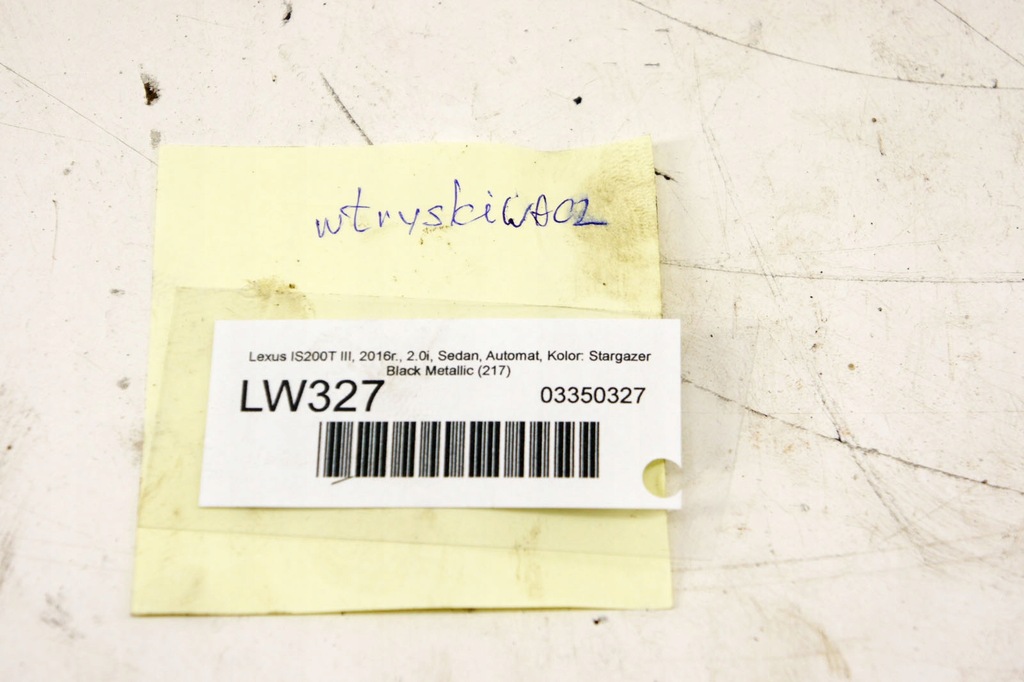 wtryskiwacz
Lexus IS200T III, 2016r., 2.0i, Sedan, Automat, Kolor: Stargazer
Black Metallic (217)
LW327 03350327